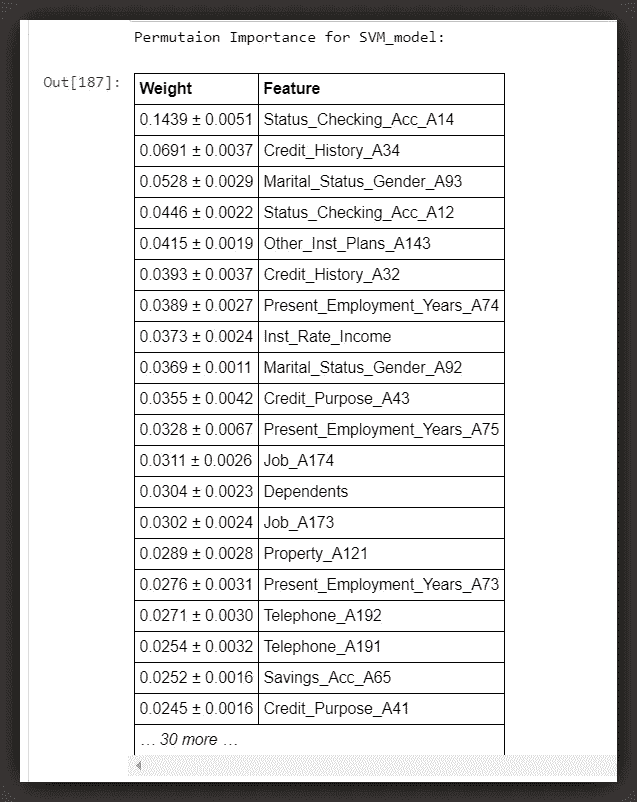 Permutaion Importance for SVM_model:
Out[187]:
Weight Feature
0.1439 ± 0.0051 Status_Checking_Acc_A14
0.0691 ± 0.0037 Credit_History_A34
0.0528 ± 0.0029 Marital_Status_Gender_A93
0.0446 ± 0.0022 Status_Checking_Acc_A12
0.0415 ± 0.0019 Other_Inst_Plans_A143
0.0393 ± 0.0037 Credit_History_A32
0.0389 ± 0.0027 Present_Employment_Years_A74
0.0373 ± 0.0024 Inst_Rate_Income
0.0369 ± 0.0011 Marital_Status_Gender_A92
0.0355 ± 0.0042 Credit_Purpose_A43
0.0328 ± 0.0067 Present_Employment_Years_A75
0.0311 ± 0.0026 Job_A174
0.0304 ± 0.0023 Dependents
0.0302 ± 0.0024 Job_A173
0.0289 ± 0.0028 Property_A121
0.0276 ± 0.0031 Present_Employment_Years_A73
0.0271 ± 0.0030 Telephone_A192
0.0254 ± 0.0032 Telephone_A191
0.0252 ± 0.0016 Savings_Acc_A65
0.0245 ± 0.0016 Credit_Purpose_A41
… 30 more …